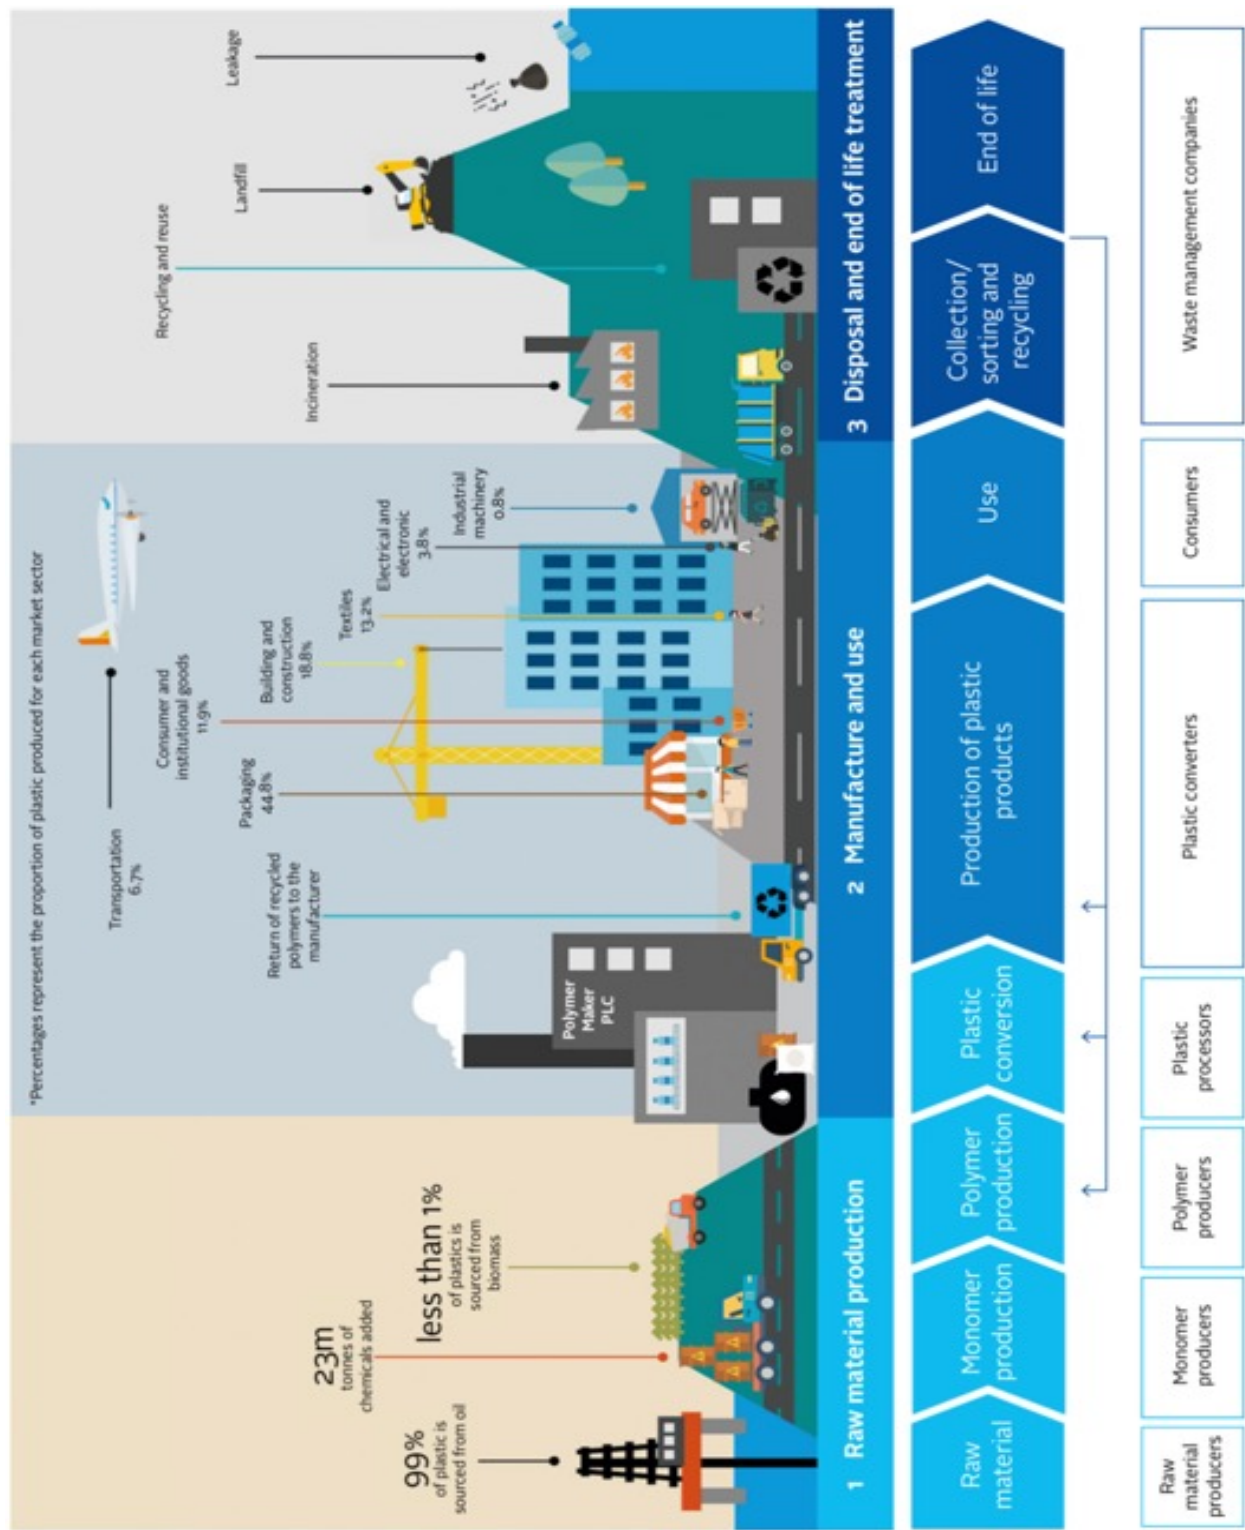 *Percentages represent the proportion of plastic produced for each market sector
99%
of plastic is
sourced from oil
23m
tonnes of
chemicals added
less than 1%
of plastics is
sourced from
biomass
Polymer
Maker
PLC
Return of recycled
polymers to the
manufacturer
Transportation
6.7%
Packaging
44.8%
Consumer and
institutional goods
11.9%
Building and
construction
18.8%
Textiles
13.2%
Electrical and
electronic
3.8%
Industrial
machinery
0.8%
Incineration
Recycling and reuse
Landfill
Leakage
1 Raw material production
2 Manufacture and use
3 Disposal and end of life treatment
Raw
material
Monomer
production
Polymer
production
Plastic
conversion
Production of plastic
products
Use
Collection/
sorting and
recycling
End of life
Raw
material
producers
Monomer
producers
Polymer
producers
Plastic
processors
Plastic converters
Consumers
Waste management companies